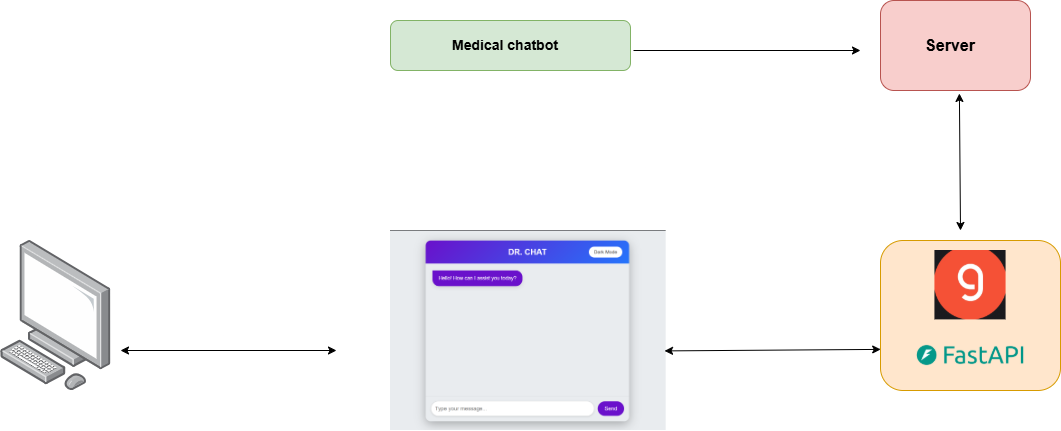 Medical chatbot
Server
DR. CHAT
Dark Mode
Hello! How can I assist you today?
g
FastAPI
Type your message...
Send